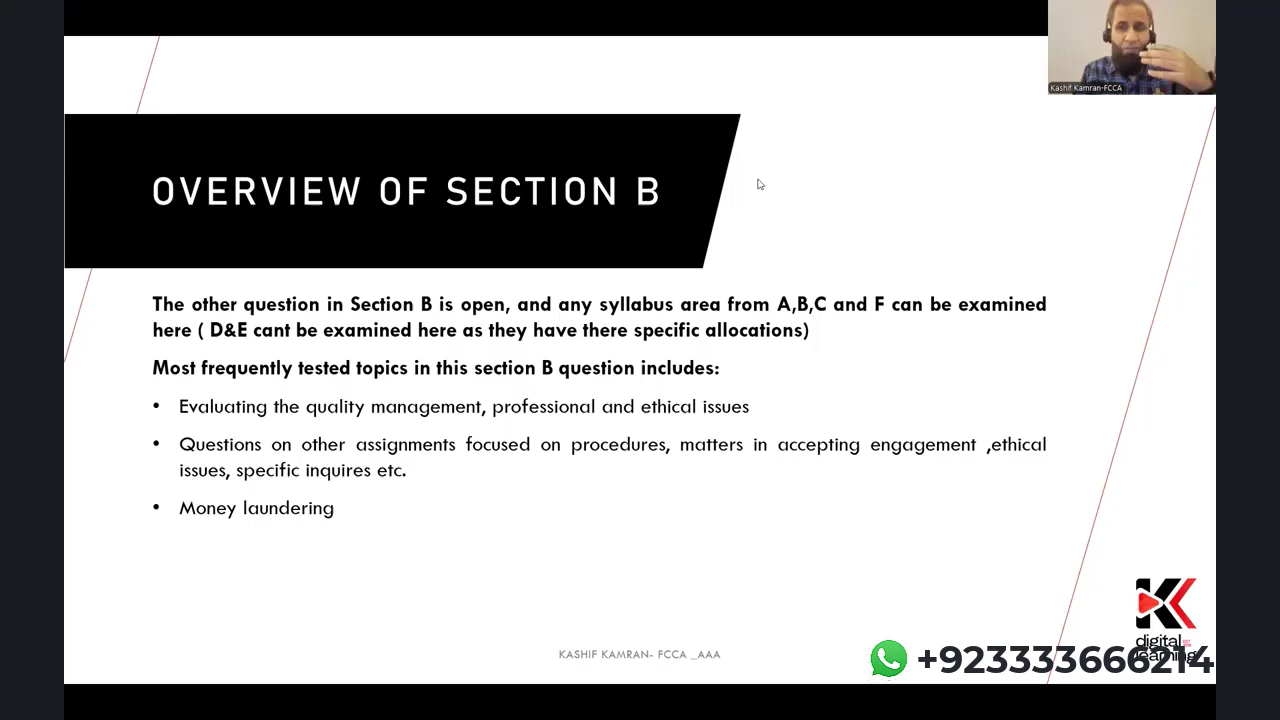 Kashif Kamran-FCCA
OVERVIEW OF SECTION B
The other question in Section B is open, and any syllabus area from A,B,C and F can be examined
here ( D&E cant be examined here as they have there specific allocations)
Most frequently tested topics in this section B question includes:
• Evaluating the quality management, professional and ethical issues
• Questions on other assignments focused on procedures, matters in accepting engagement ,ethical
issues, specific inquires etc.
• Money laundering
digital
learning
KASHIF KAMRAN- FCCA _AAA
+923333666214